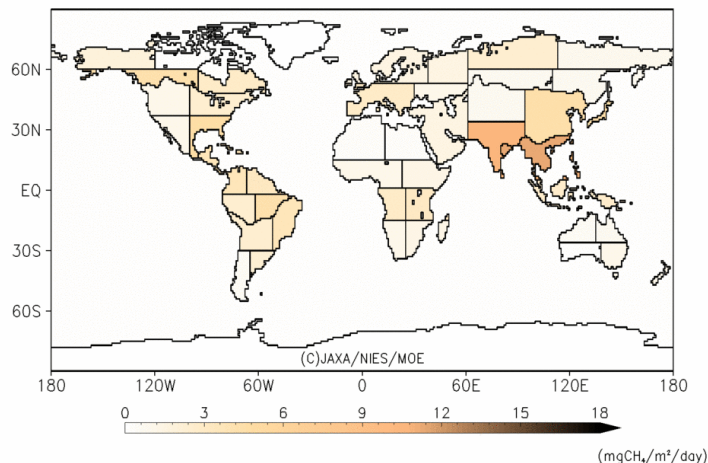 60N
30N
EQ
30S
60S
(C)JAXA/NIES/MOE
180 120W 60W 0 60E 120E 180
0 3 6 9 12 15 18
(mgCH₄/m²/day)